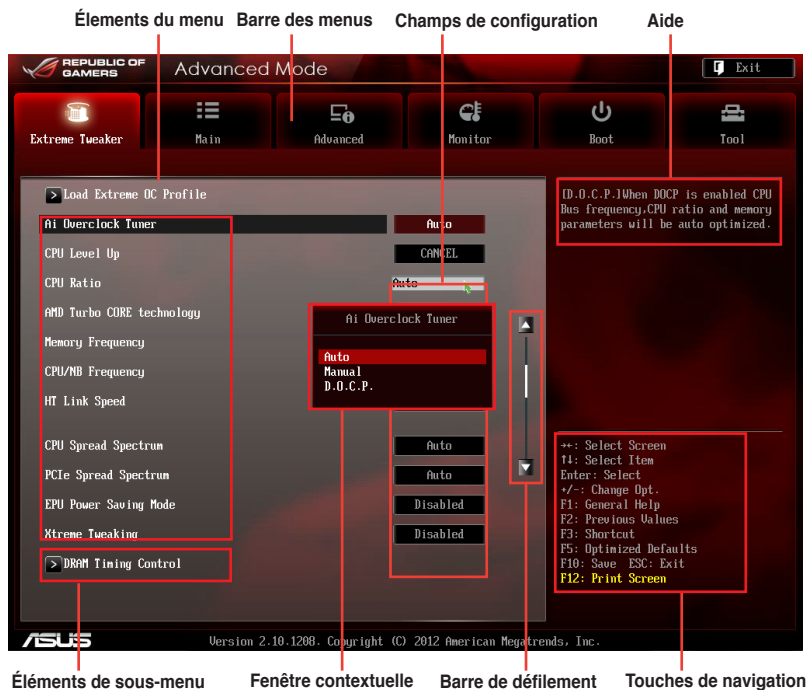 Élements du menu Barre des menus Champs de configuration Aide
REPUBLIC OF
GAMERS
Advanced Mode
Exit
Extreme Tweaker
Main
Advanced
Monitor
Boot
Tool
>Load Extreme OC Profile
Ai Overclock Tuner Auto
CPU Level Up CANCEL
CPU Ratio Auto
AMD Turbo CORE technology
Memory Frequency
CPU/NB Frequency
HT Link Speed
Ai Overclock Tuner
Auto
Manual
D.O.C.P.
CPU Spread Spectrum Auto
PCIe Spread Spectrum Auto
EPU Power Saving Mode Disabled
Xtreme Tweaking Disabled
>DRAM Timing Control
[D.O.C.P.]When DOCP is enabled CPU
Bus frequency,CPU ratio and memory
parameters will be auto optimized.
→←: Select Screen
↑↓: Select Item
Enter: Select
+/-: Change Opt.
F1: General Help
F2: Previous Values
F3: Shortcut
F5: Optimized Defaults
F10: Save ESC: Exit
F12: Print Screen
ASUS
Version 2.10.1208. Copyright (C) 2012 American Megatrends, Inc.
Éléments de sous-menu Fenêtre contextuelle Barre de défilement Touches de navigation